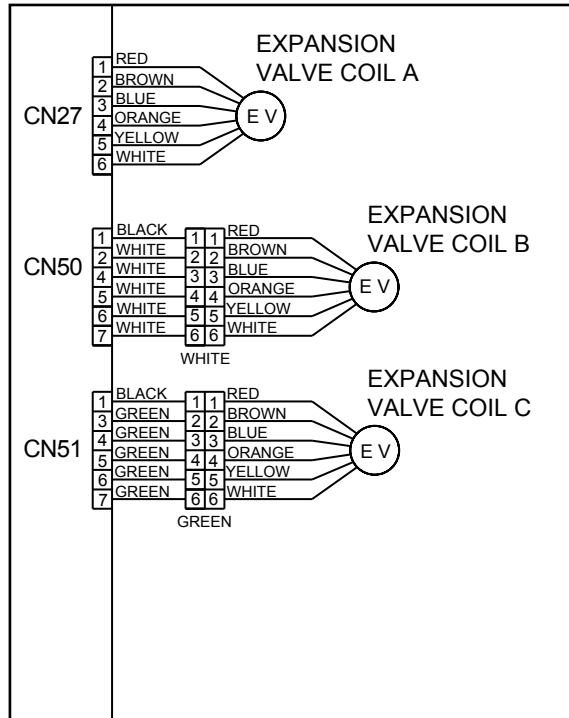 EXPANSION
VALVE COIL A
CN27
1 RED
2 BROWN
3 BLUE
4 ORANGE
5 YELLOW
6 WHITE
E V
EXPANSION
VALVE COIL B
CN50
1 BLACK 1 1 RED
2 WHITE 2 2 BROWN
4 WHITE 3 3 BLUE
5 WHITE 4 4 ORANGE
6 WHITE 5 5 YELLOW
7 WHITE 6 6 WHITE
E V
WHITE
EXPANSION
VALVE COIL C
CN51
1 BLACK 1 1 RED
3 GREEN 2 2 BROWN
4 GREEN 3 3 BLUE
5 GREEN 4 4 ORANGE
6 GREEN 5 5 YELLOW
7 GREEN 6 6 WHITE
E V
GREEN